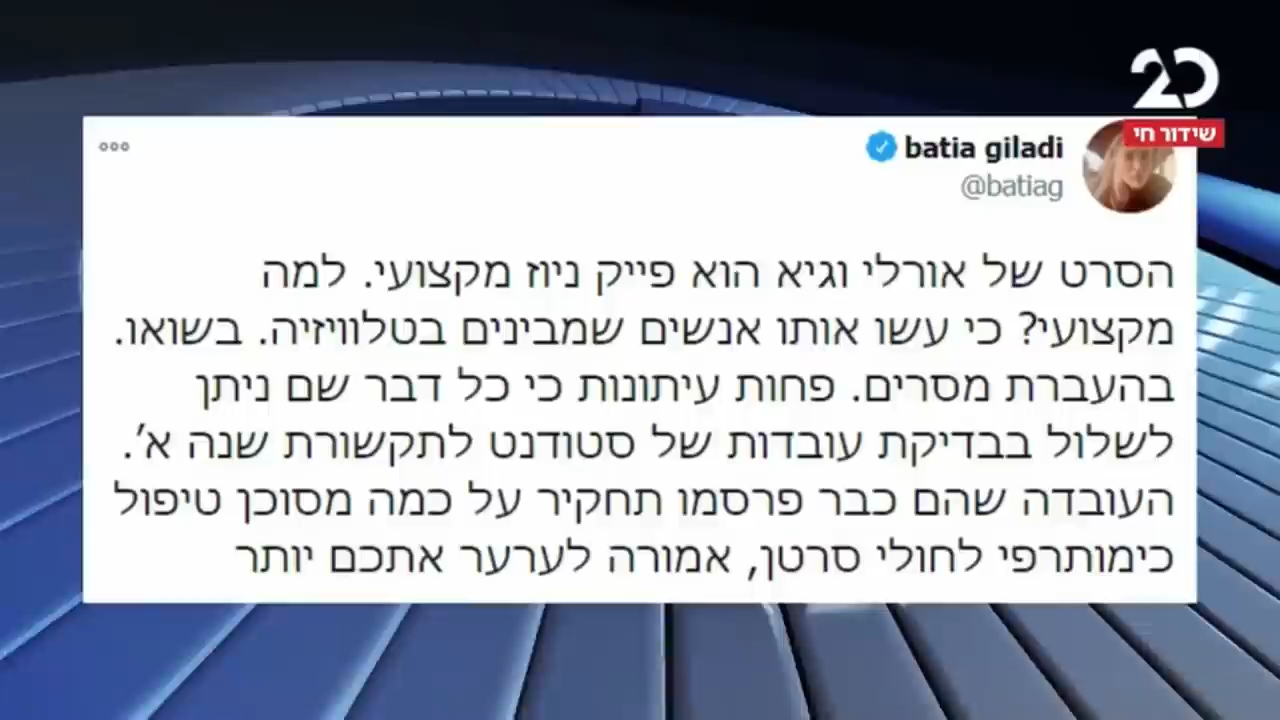 20
שידור חי
batia giladi
@batiag
הסרט של אורלי וגיא הוא פייק ניוז מקצועי. למה
מקצועי? כי עשו אותו אנשים שמבינים בטלוויזיה. בשואו.
בהעברת מסרים. פחות עיתונות כי כל דבר שם ניתן
לשלול בבדיקת עובדות של סטודנט לתקשורת שנה א׳.
העובדה שהם כבר פרסמו תחקיר על כמה מסוכן טיפול
כימותרפי לחולי סרטן, אמורה לערער אתכם יותר